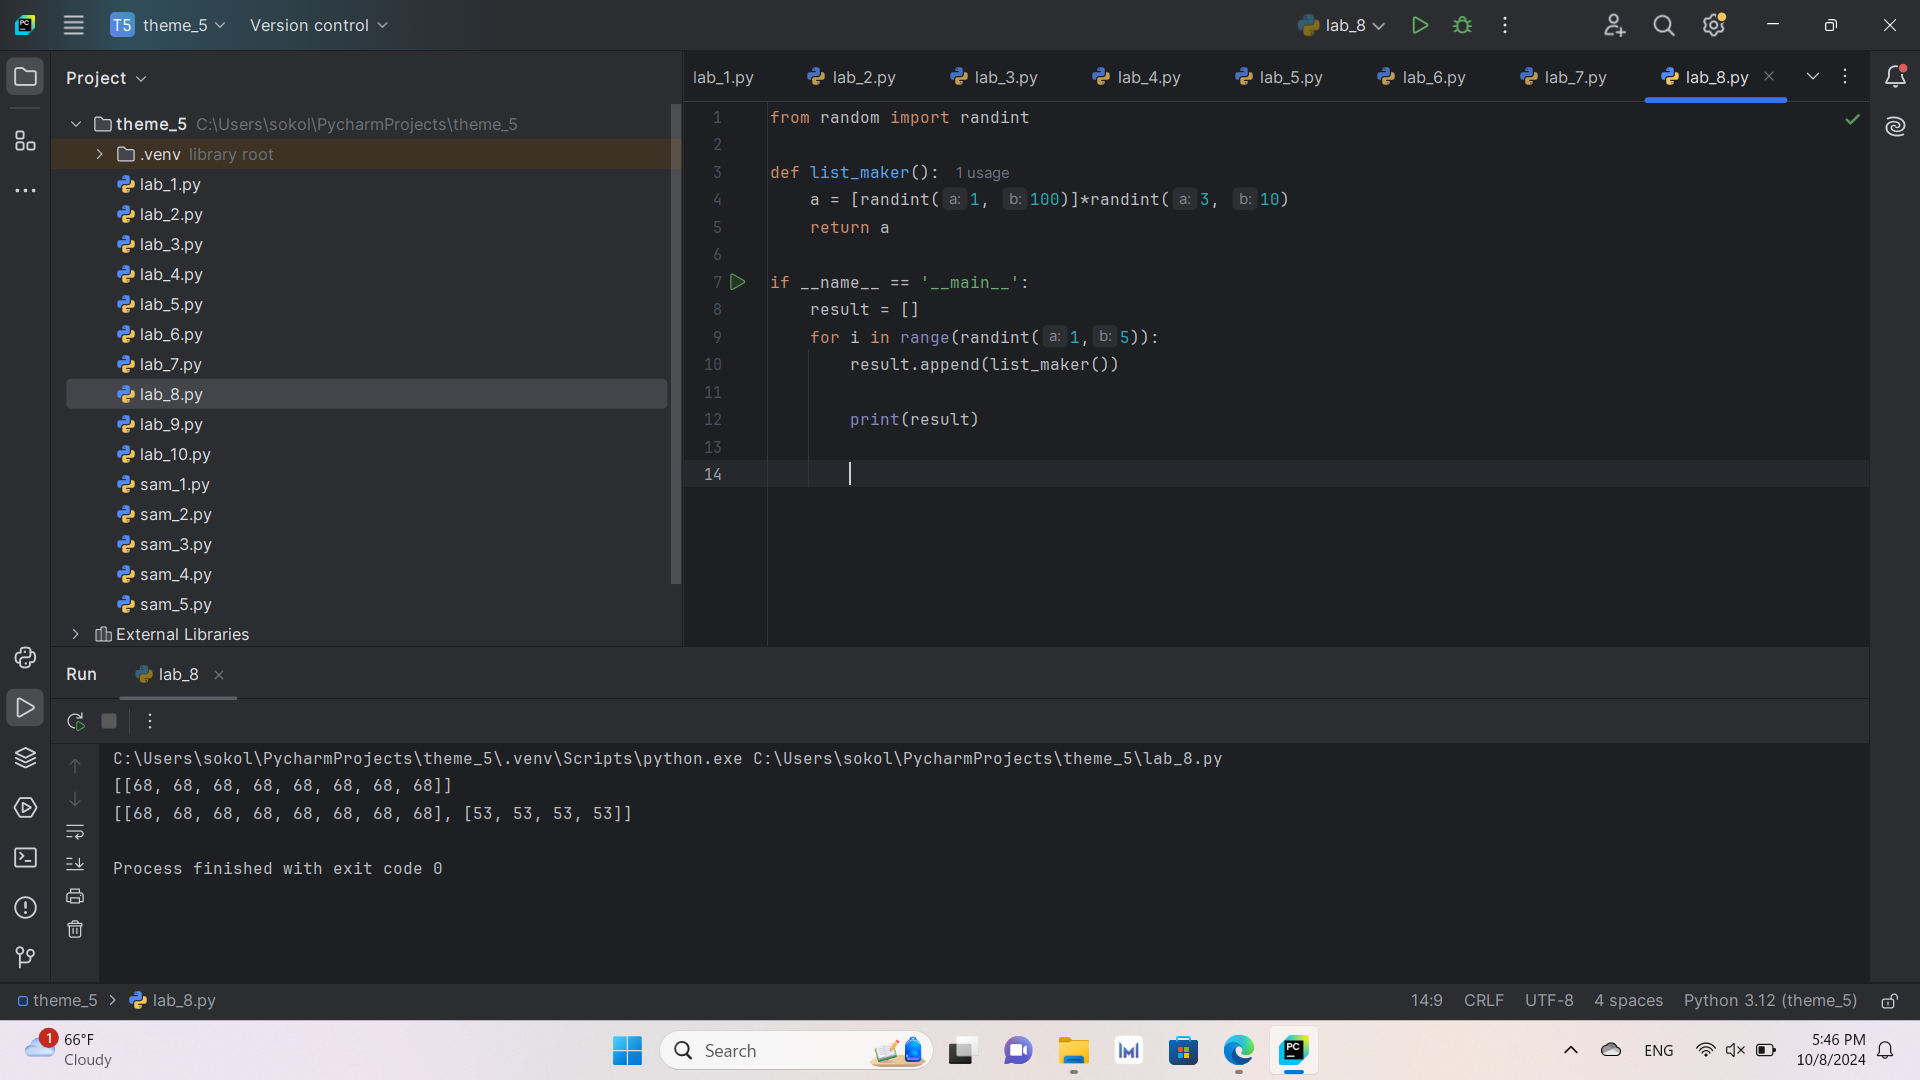 T5 theme_5 Version control lab_8
Project
theme_5 C:\Users\sokol\PycharmProjects\theme_5
.venv library root
lab_1.py
lab_2.py
lab_3.py
lab_4.py
lab_5.py
lab_6.py
lab_7.py
lab_8.py
lab_9.py
lab_10.py
sam_1.py
sam_2.py
sam_3.py
sam_4.py
sam_5.py
External Libraries
lab_1.py lab_2.py lab_3.py lab_4.py lab_5.py lab_6.py lab_7.py lab_8.py
1 from random import randint
2
3 def list_maker(): 1 usage
4 a = [randint( a: 1, b: 100)]*randint( a: 3, b: 10)
5 return a
6
7 if __name__ == '__main__':
8 result = []
9 for i in range(randint( a: 1, b: 5)):
10 result.append(list_maker())
11
12 print(result)
13
14
Run lab_8
C:\Users\sokol\PycharmProjects\theme_5\.venv\Scripts\python.exe C:\Users\sokol\PycharmProjects\theme_5\lab_8.py
[[68, 68, 68, 68, 68, 68, 68, 68]]
[[68, 68, 68, 68, 68, 68, 68, 68], [53, 53, 53, 53]]
Process finished with exit code 0
theme_5 > lab_8.py 14:9 CRLF UTF-8 4 spaces Python 3.12 (theme_5)
1 66°F
Cloudy
Search
PC
ENG
5:46 PM
10/8/2024